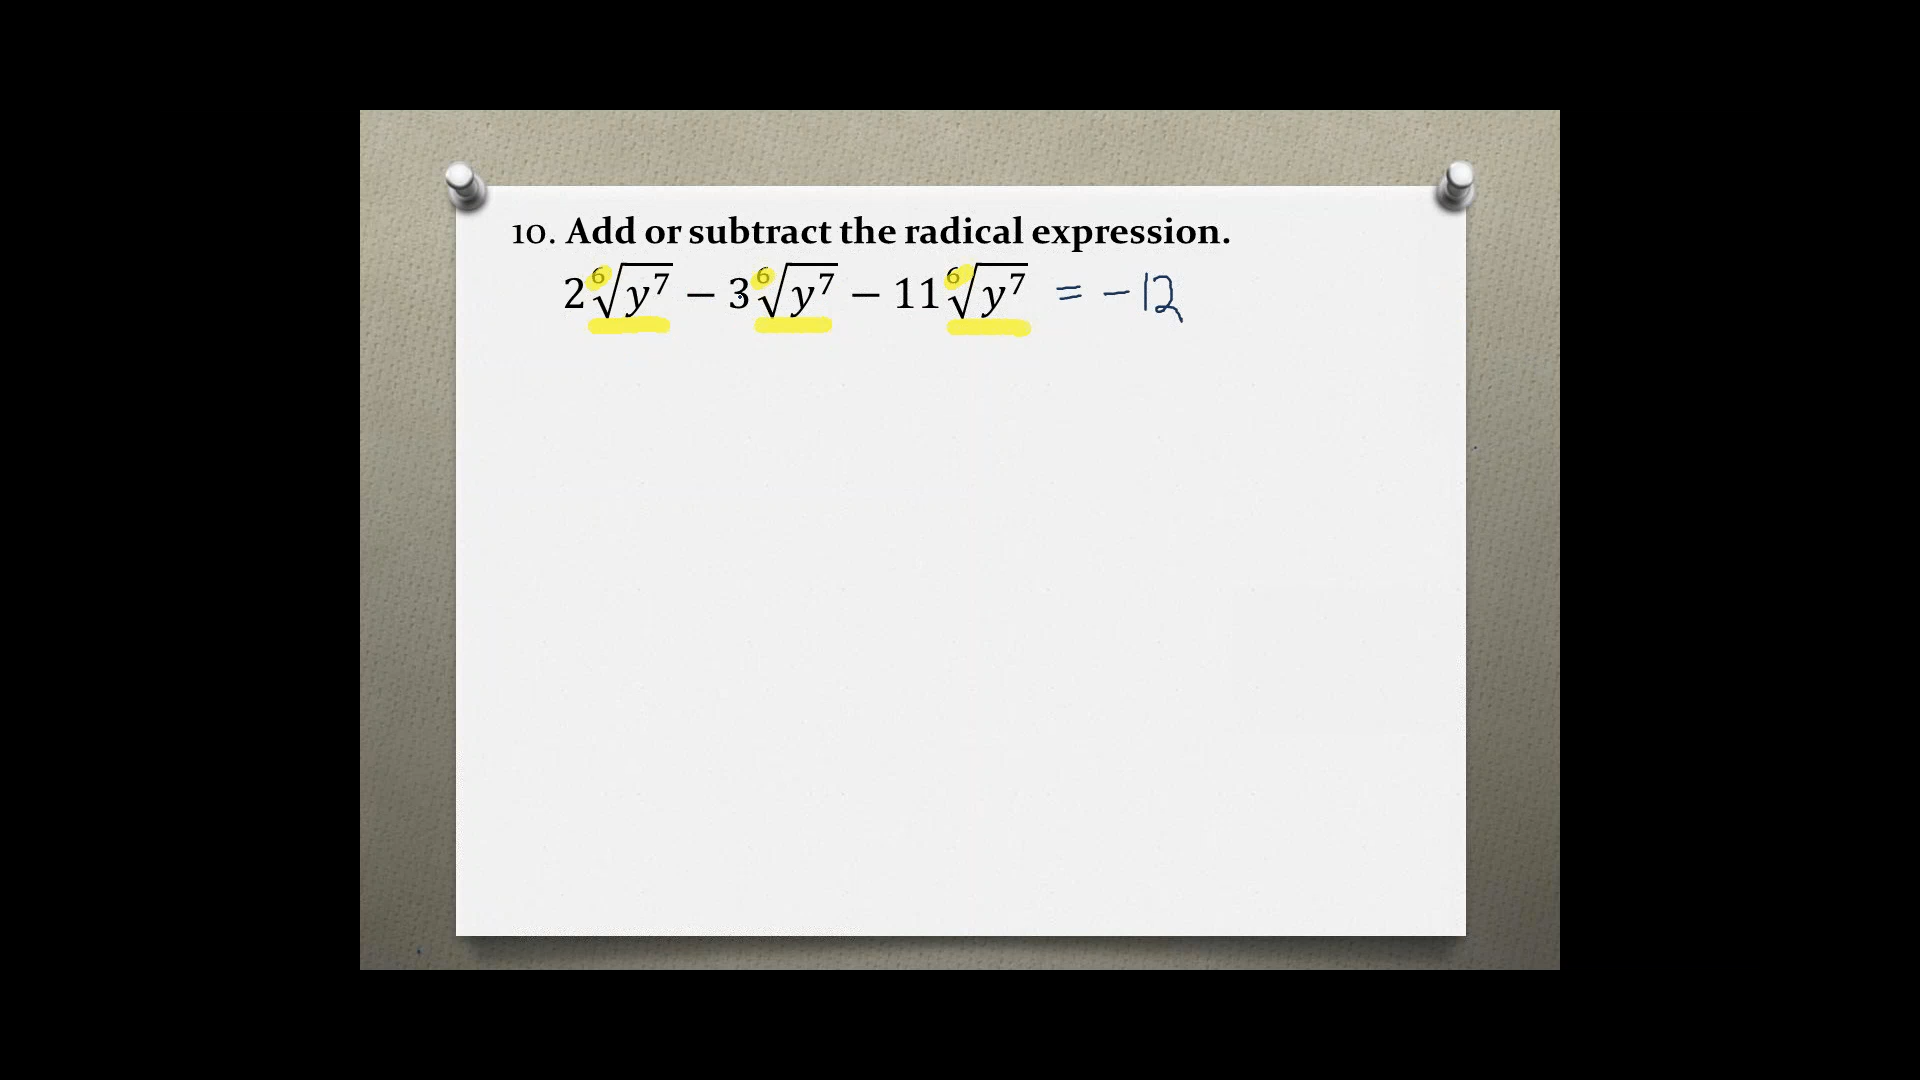 10. Add or subtract the radical expression.
2⁶√y⁷ − 3⁶√y⁷ − 11⁶√y⁷ = −12